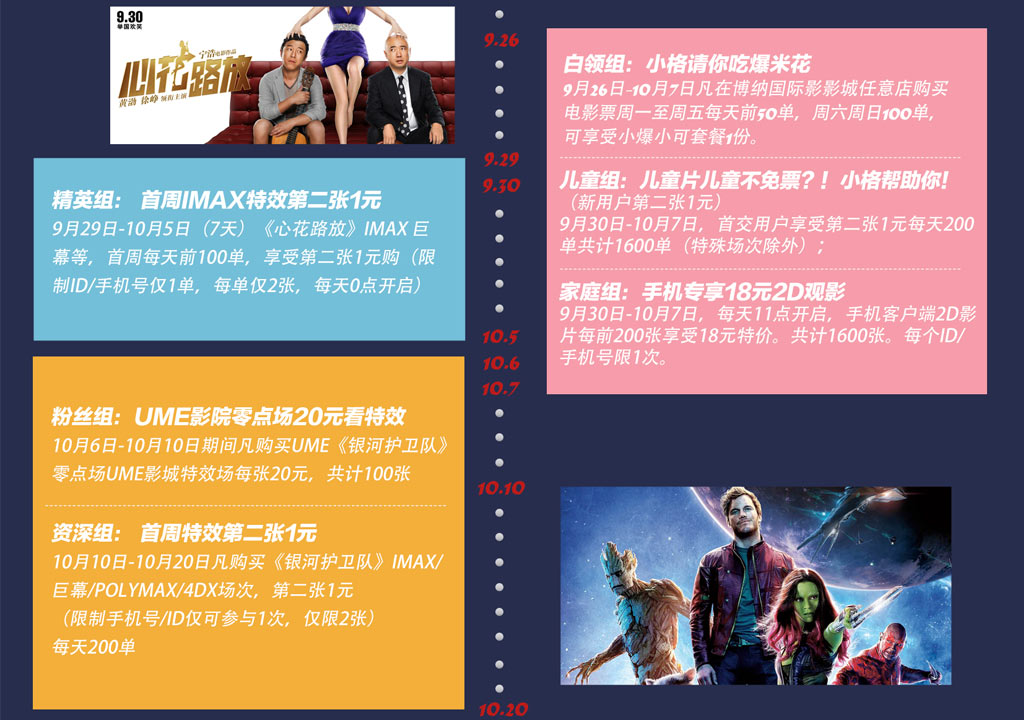 9.30
举国欢笑
宁浩电影作品
心花路放
黄渤 徐峥 领衔主演
精英组： 首周IMAX特效第二张1元
9月29日-10月5日（7天）《心花路放》IMAX 巨
幕等，首周每天前100单，享受第二张1元购（限
制ID/手机号仅1单，每单仅2张，每天0点开启）
粉丝组：UME影院零点场20元看特效
10月6日-10月10日期间凡购买UME《银河护卫队》
零点场UME影城特效场每张20元，共计100张
资深组： 首周特效第二张1元
10月10日-10月20日凡购买《银河护卫队》IMAX/
巨幕/POLYMAX/4DX场次，第二张1元
（限制手机号/ID仅可参与1次，仅限2张）
每天200单
9.26
9.29
9.30
10.5
10.6
10.7
10.10
10.20
白领组：小格请你吃爆米花
9月26日-10月7日凡在博纳国际影影城任意店购买
电影票周一至周五每天前50单，周六周日100单，
可享受小爆小可套餐1份。
儿童组：儿童片儿童不免票？！小格帮助你！
（新用户第二张1元）
9月30日-10月7日，首交用户享受第二张1元每天200
单共计1600单（特殊场次除外）；
家庭组：手机专享18元2D观影
9月30日-10月7日，每天11点开启，手机客户端2D影
片每前200张享受18元特价。共计1600张。每个ID/
手机号限1次。